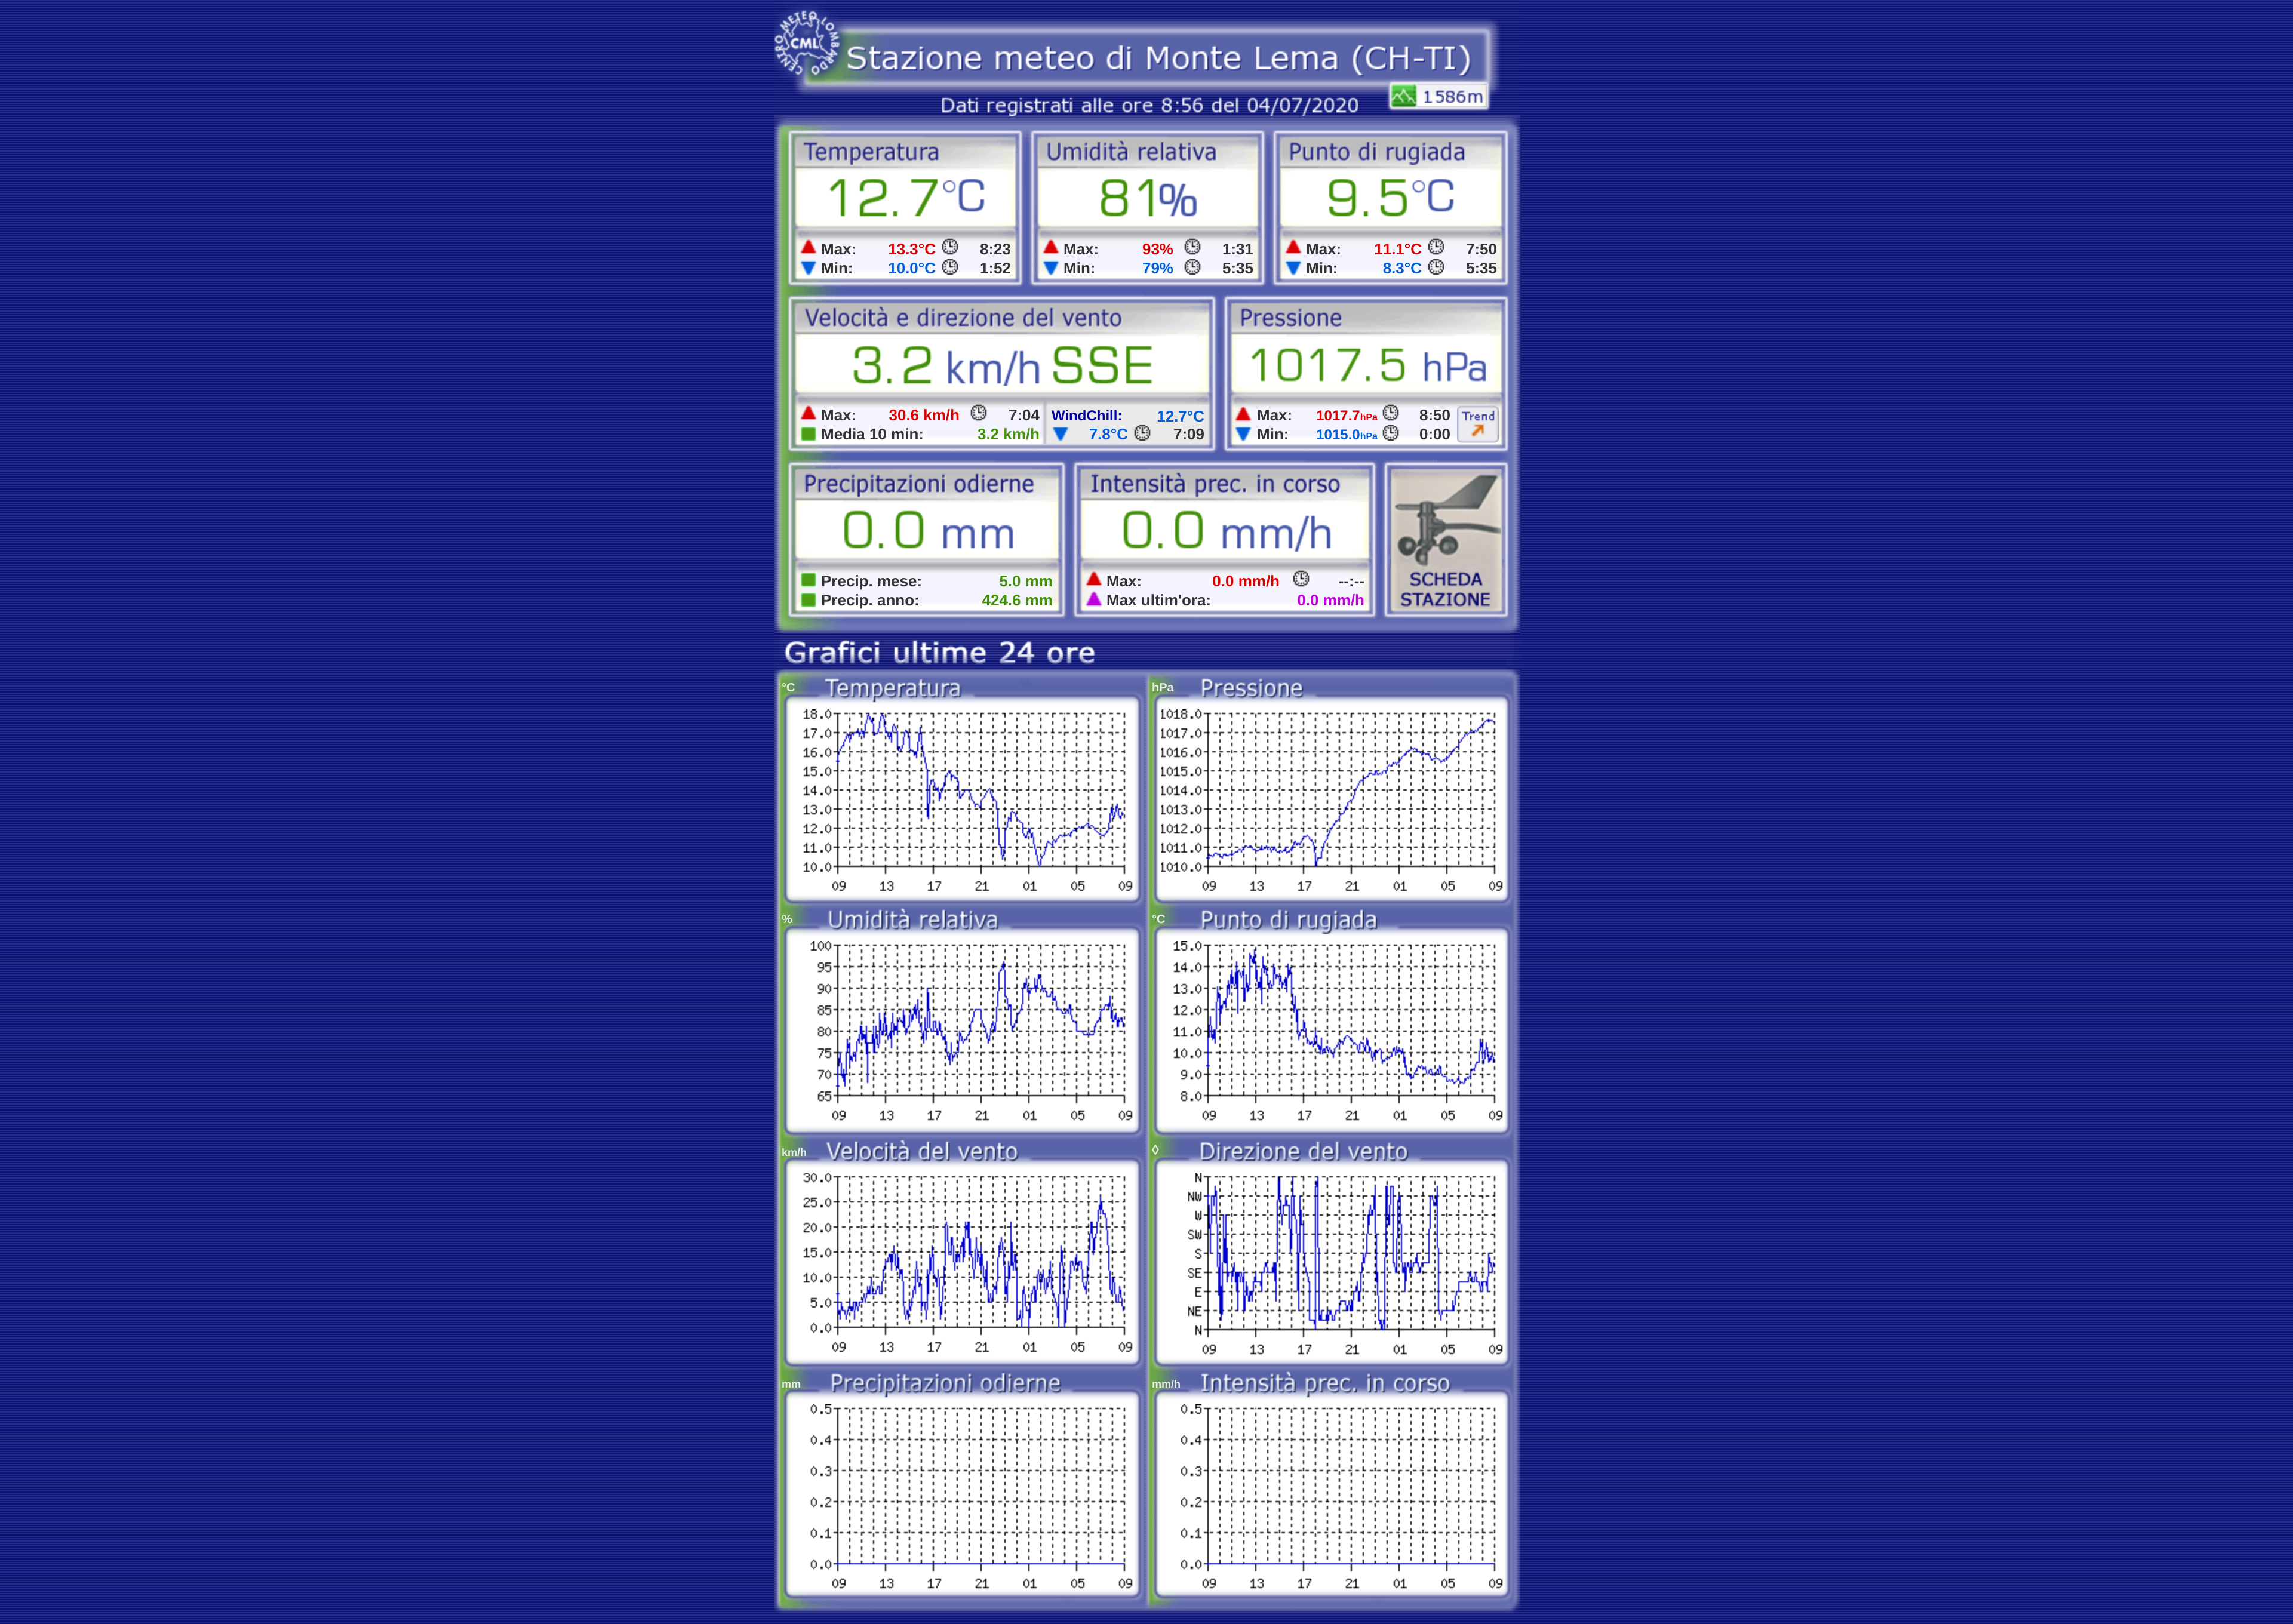 CENTRO METEO LOMBARDO
CML
Stazione meteo di Monte Lema (CH-TI)
1586m
Dati registrati alle ore 8:56 del 04/07/2020
Temperatura Umidità relativa Punto di rugiada
12.7°C 81% 9.5°C
Max: 13.3°C 8:23 Max: 93% 1:31 Max: 11.1°C 7:50
Min: 10.0°C 1:52 Min: 79% 5:35 Min: 8.3°C 5:35
Velocità e direzione del vento Pressione
3.2 km/h SSE 1017.5 hPa
Max: 30.6 km/h 7:04 WindChill: 12.7°C Max: 1017.7hPa 8:50 Trend
Media 10 min: 3.2 km/h 7.8°C 7:09 Min: 1015.0hPa 0:00
Precipitazioni odierne Intensità prec. in corso
0.0 mm 0.0 mm/h
Precip. mese: 5.0 mm Max: 0.0 mm/h --:-- SCHEDA
Precip. anno: 424.6 mm Max ultim'ora: 0.0 mm/h STAZIONE
Grafici ultime 24 ore
°C Temperatura hPa Pressione
18.0 1018.0
17.0 1017.0
16.0 1016.0
15.0 1015.0
14.0 1014.0
13.0 1013.0
12.0 1012.0
11.0 1011.0
10.0 1010.0
09 13 17 21 01 05 09 09 13 17 21 01 05 09
% Umidità relativa °C Punto di rugiada
100 15.0
95 14.0
90 13.0
85 12.0
80 11.0
75 10.0
70 9.0
65 8.0
09 13 17 21 01 05 09 09 13 17 21 01 05 09
km/h Velocità del vento ◊ Direzione del vento
30.0 N
25.0 NW
20.0 W
15.0 SW
10.0 S
5.0 SE
0.0 E
NE
N
09 13 17 21 01 05 09 09 13 17 21 01 05 09
mm Precipitazioni odierne mm/h Intensità prec. in corso
0.5 0.5
0.4 0.4
0.3 0.3
0.2 0.2
0.1 0.1
0.0 0.0
09 13 17 21 01 05 09 09 13 17 21 01 05 09